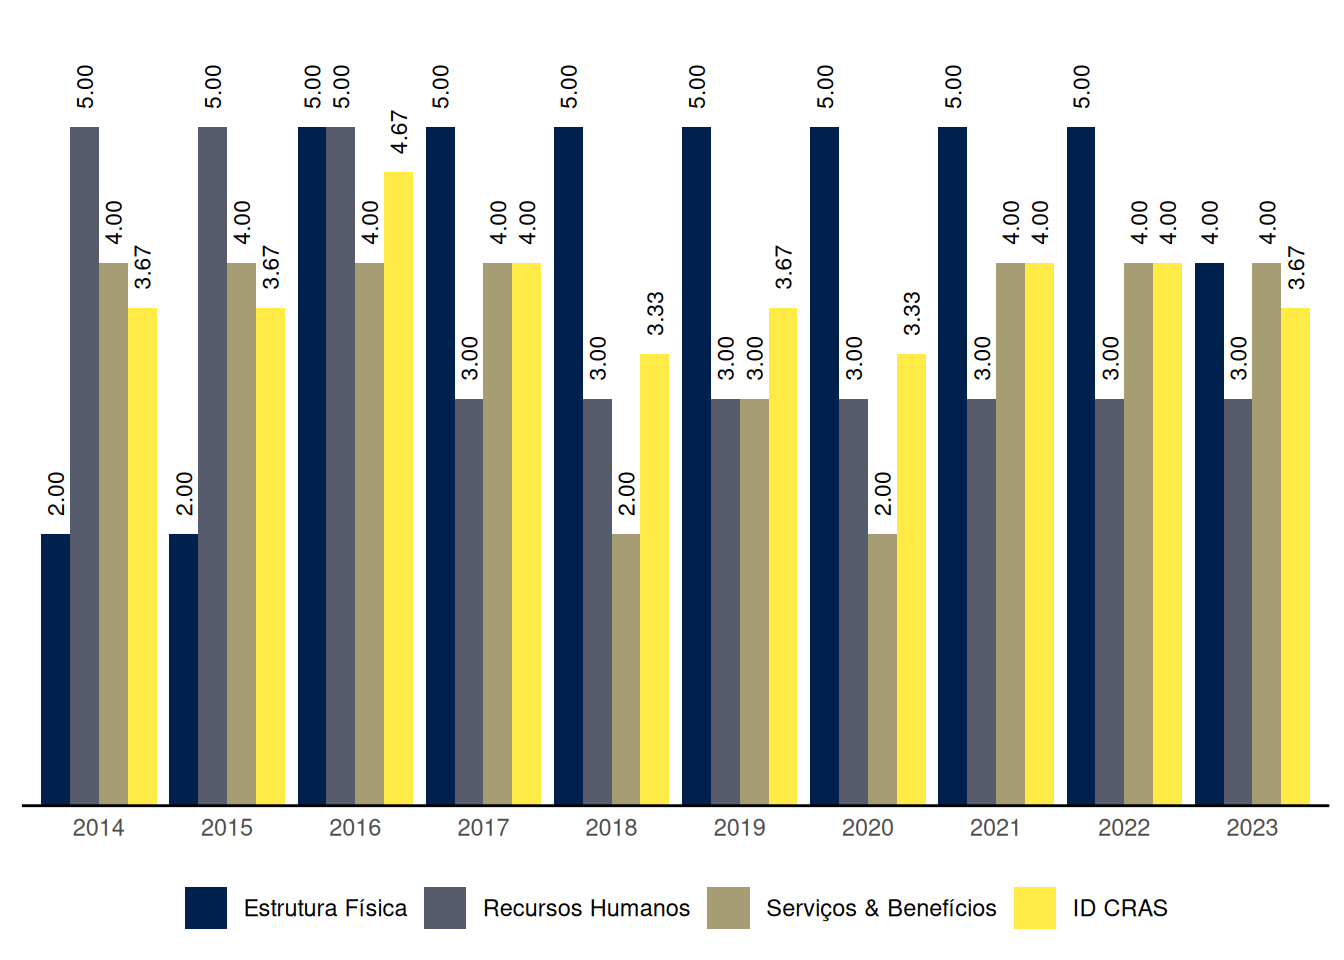 5.00 5.00 5.00 5.00 5.00 5.00 5.00 5.00 5.00 5.00
4.67
4.00 4.00 4.00 4.00 4.00 4.00 4.00 4.00 4.00 4.00 4.00
3.67 3.67 3.67 3.67
3.33 3.33
3.00 3.00 3.00 3.00 3.00 3.00 3.00 3.00
2.00 2.00 2.00 2.00
2014 2015 2016 2017 2018 2019 2020 2021 2022 2023
Estrutura Física Recursos Humanos Serviços & Benefícios ID CRAS